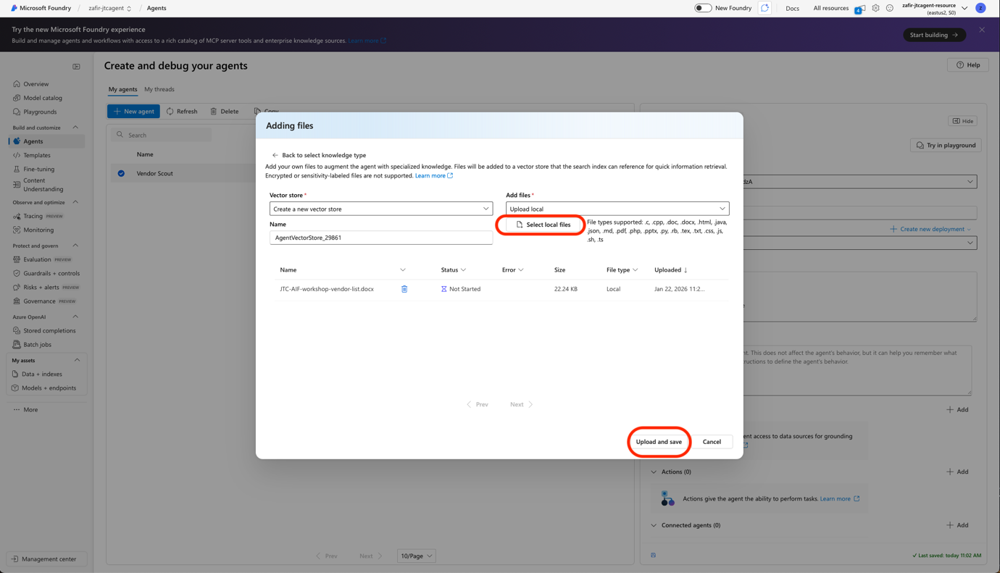 Microsoft Foundry / zafir-jtcagent / Agents
New Foundry
Docs
All resources
4
zafir-jtcagent-resource
(eastus2, S0)
Z
Try the new Microsoft Foundry experience
Build and manage agents and workflows with access to a rich catalog of MCP server tools and enterprise knowledge sources. Learn more
Start building
Overview
Model catalog
Playgrounds
Build and customize
Agents
Templates
Fine-tuning
Content
Understanding
Observe and optimize
Tracing PREVIEW
Monitoring
Protect and govern
Evaluation PREVIEW
Guardrails + controls
Risks + alerts PREVIEW
Governance PREVIEW
Azure OpenAI
Stored completions
Batch jobs
My assets
Data + indexes
Models + endpoints
More
Management center
Create and debug your agents
Help
My agents
My threads
New agent
Refresh
Delete
Copy
Search
Name
Vendor Scout
Prev
Next
10/Page
Adding files
Back to select knowledge type
Add your own files to augment the agent with specialized knowledge. Files will be added to a vector store that the search index can reference for quick information retrieval.
Encrypted or sensitivity-labeled files are not supported. Learn more
Vector store *
Create a new vector store
Name
AgentVectorStore_29861
Add files *
Upload local
Select local files
File types supported: .c, .cpp, .doc, .docx, .html, .java,
.json, .md, .pdf, .php, .pptx, .py, .rb, .tex, .txt, .css, .js,
.sh, .ts
Name Status Error Size File type Uploaded ↓
JTC-AIF-workshop-vendor-list.docx Not Started 22.24 KB Local Jan 22, 2026 11:2...
Prev
Next
Upload and save
Cancel
Hide
Try in playground
dzA
Create new deployment
e
nt. This does not affect the agent's behavior, but it can help you remember what
ructions to define the agent's behavior.
Add
ent access to data sources for grounding
Actions (0)
Add
Actions give the agent the ability to perform tasks. Learn more
Connected agents (0)
Add
Last saved: today 11:02 AM